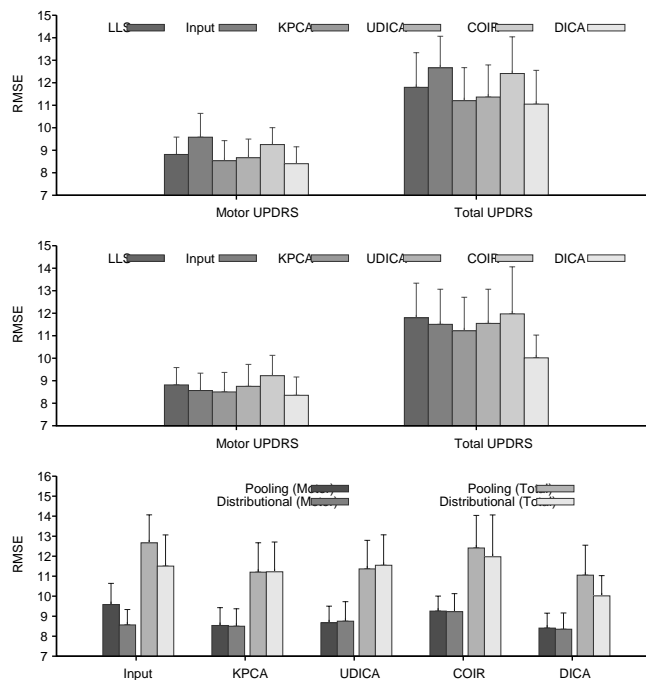 15
14
13
12
11
10
9
8
7
RMSE
LLS Input KPCA UDICA COIR DICA
Motor UPDRS Total UPDRS
15
14
13
12
11
10
9
8
7
RMSE
LLS Input KPCA UDICA COIR DICA
Motor UPDRS Total UPDRS
16
15
14
13
12
11
10
9
8
7
RMSE
Pooling (Motor) Pooling (Total)
Distributional (Motor) Distributional (Total)
Input KPCA UDICA COIR DICA